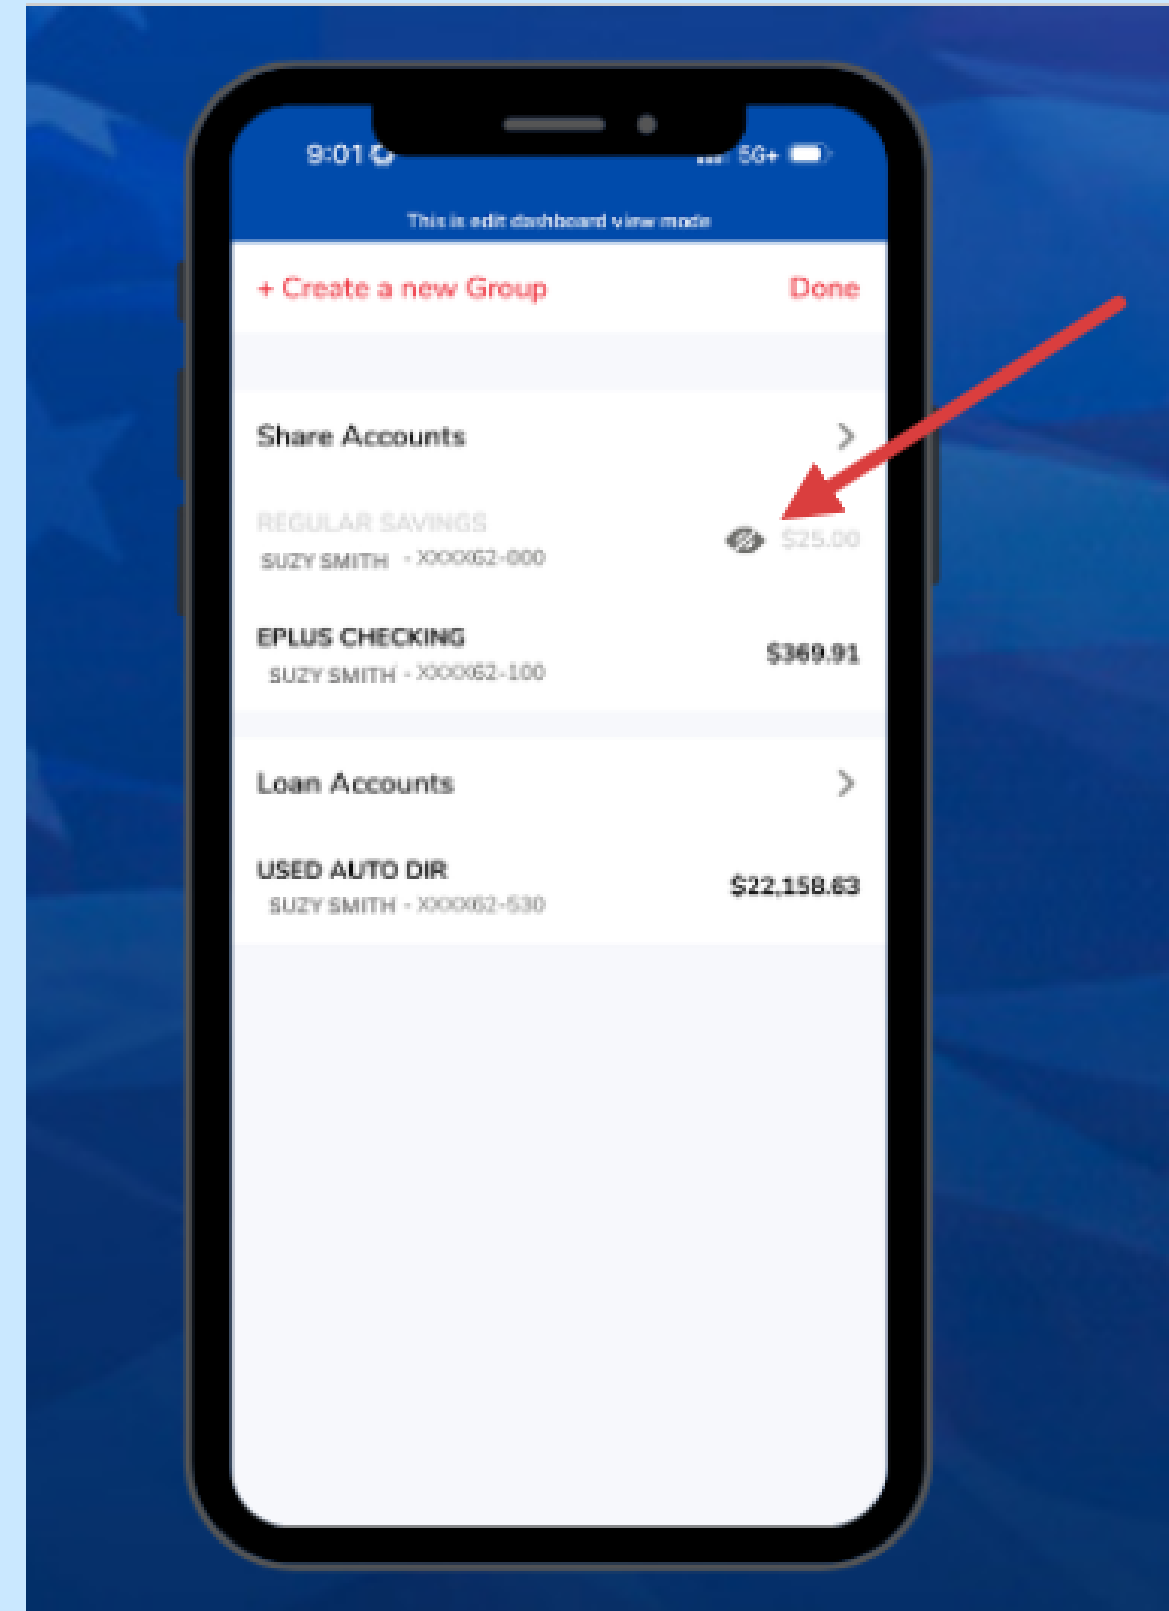 9:01
5G+
This is edit dashboard view mode
+ Create a new Group
Done
Share Accounts
REGULAR SAVINGS
$25.00
SUZY SMITH - XXXX62-000
EPLUS CHECKING
$369.91
SUZY SMITH - XXXX62-100
Loan Accounts
USED AUTO DIR
$22,158.63
SUZY SMITH - XXXX62-530